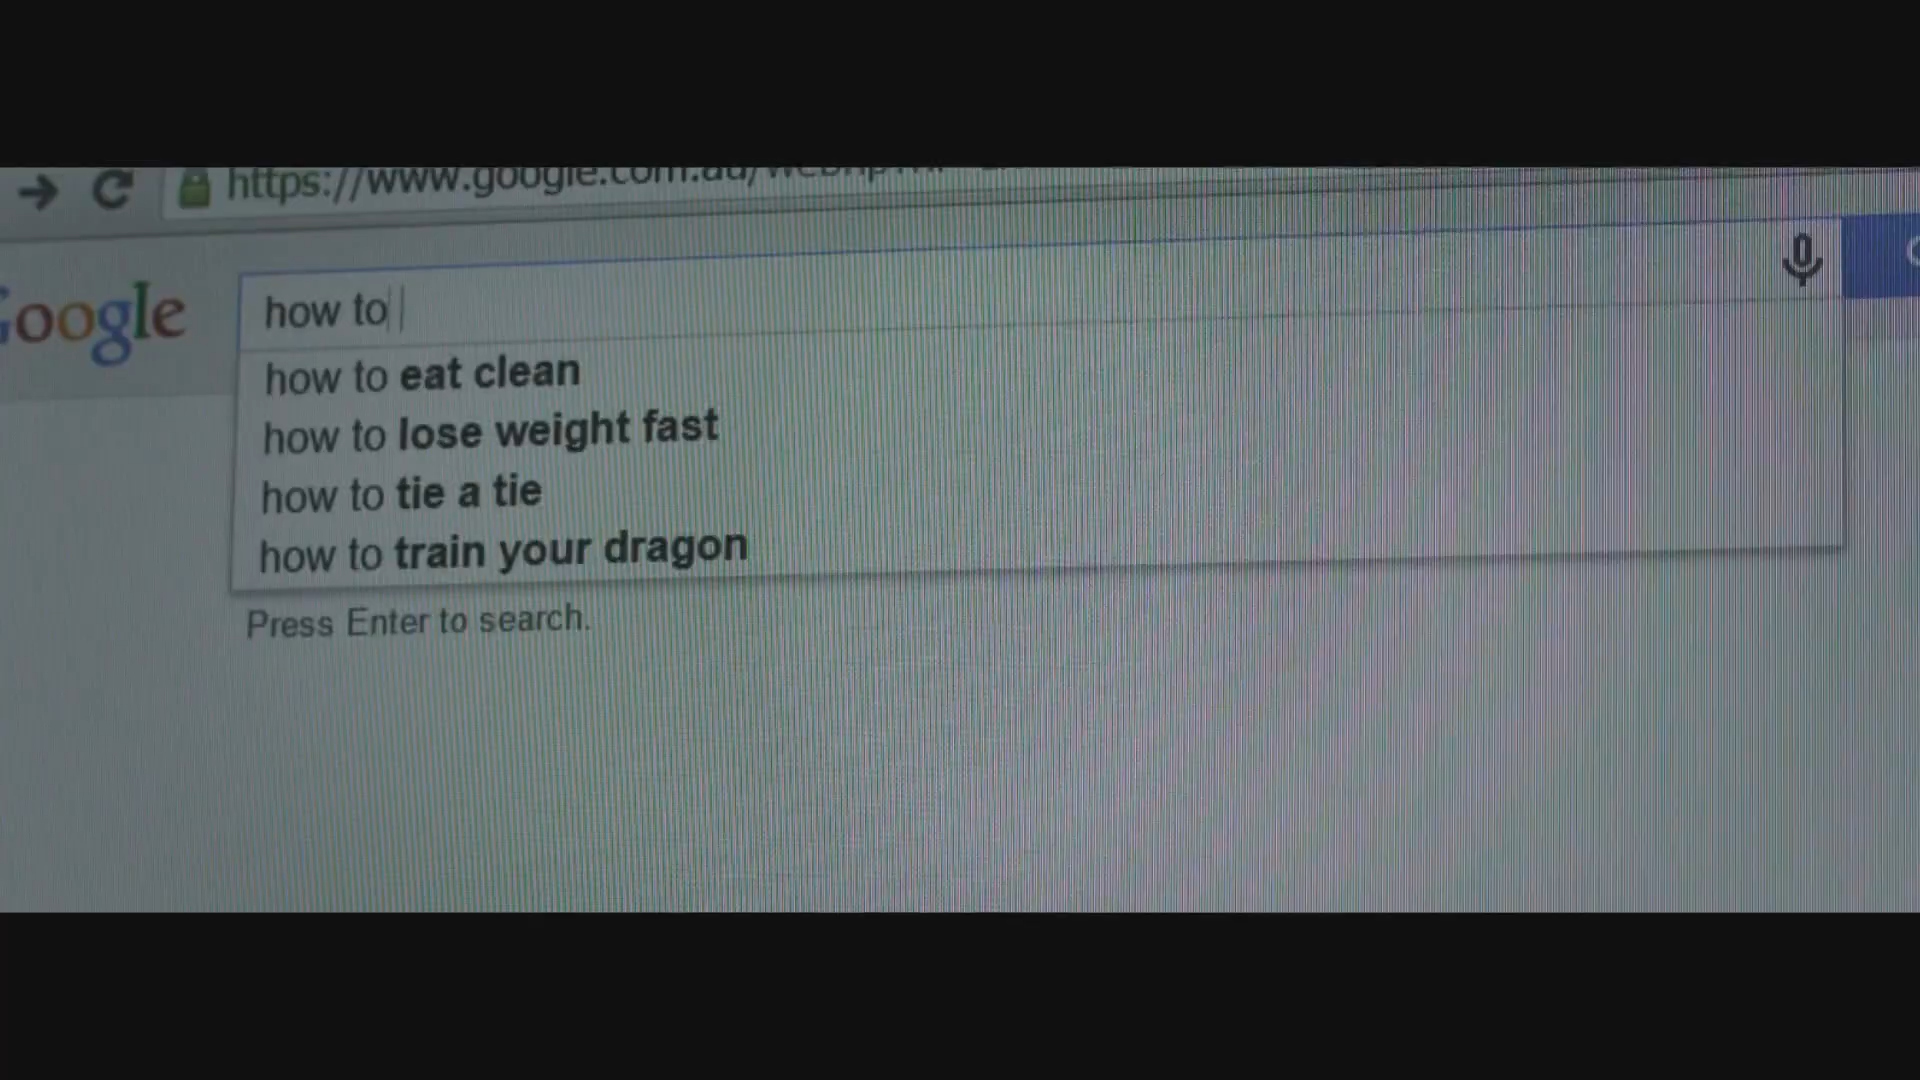 https://www.google.com.au/
Google
how to
how to eat clean
how to lose weight fast
how to tie a tie
how to train your dragon
Press Enter to search.